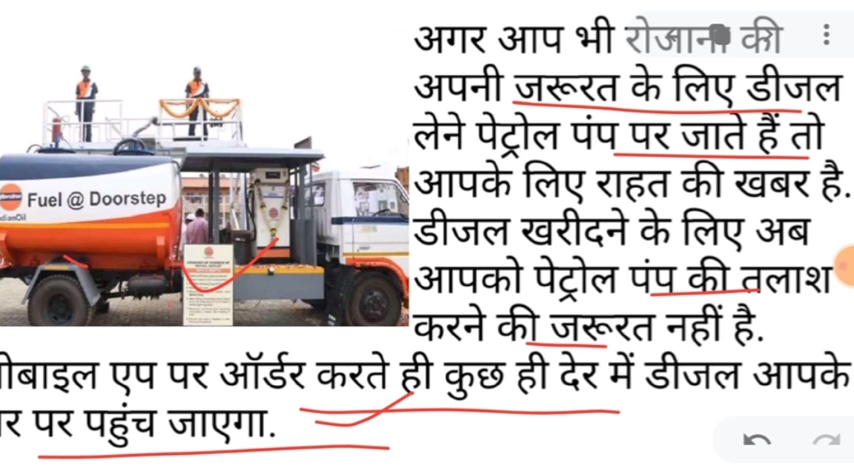 अगर आप भी रोजाना की
अपनी जरूरत के लिए डीजल
लेने पेट्रोल पंप पर जाते हैं तो
आपके लिए राहत की खबर है.
डीजल खरीदने के लिए अब
आपको पेट्रोल पंप की तलाश
करने की जरूरत नहीं है.
Fuel @ Doorstep
dianOil
ोबाइल एप पर ऑर्डर करते ही कुछ ही देर में डीजल आपके
र पर पहुंच जाएगा.